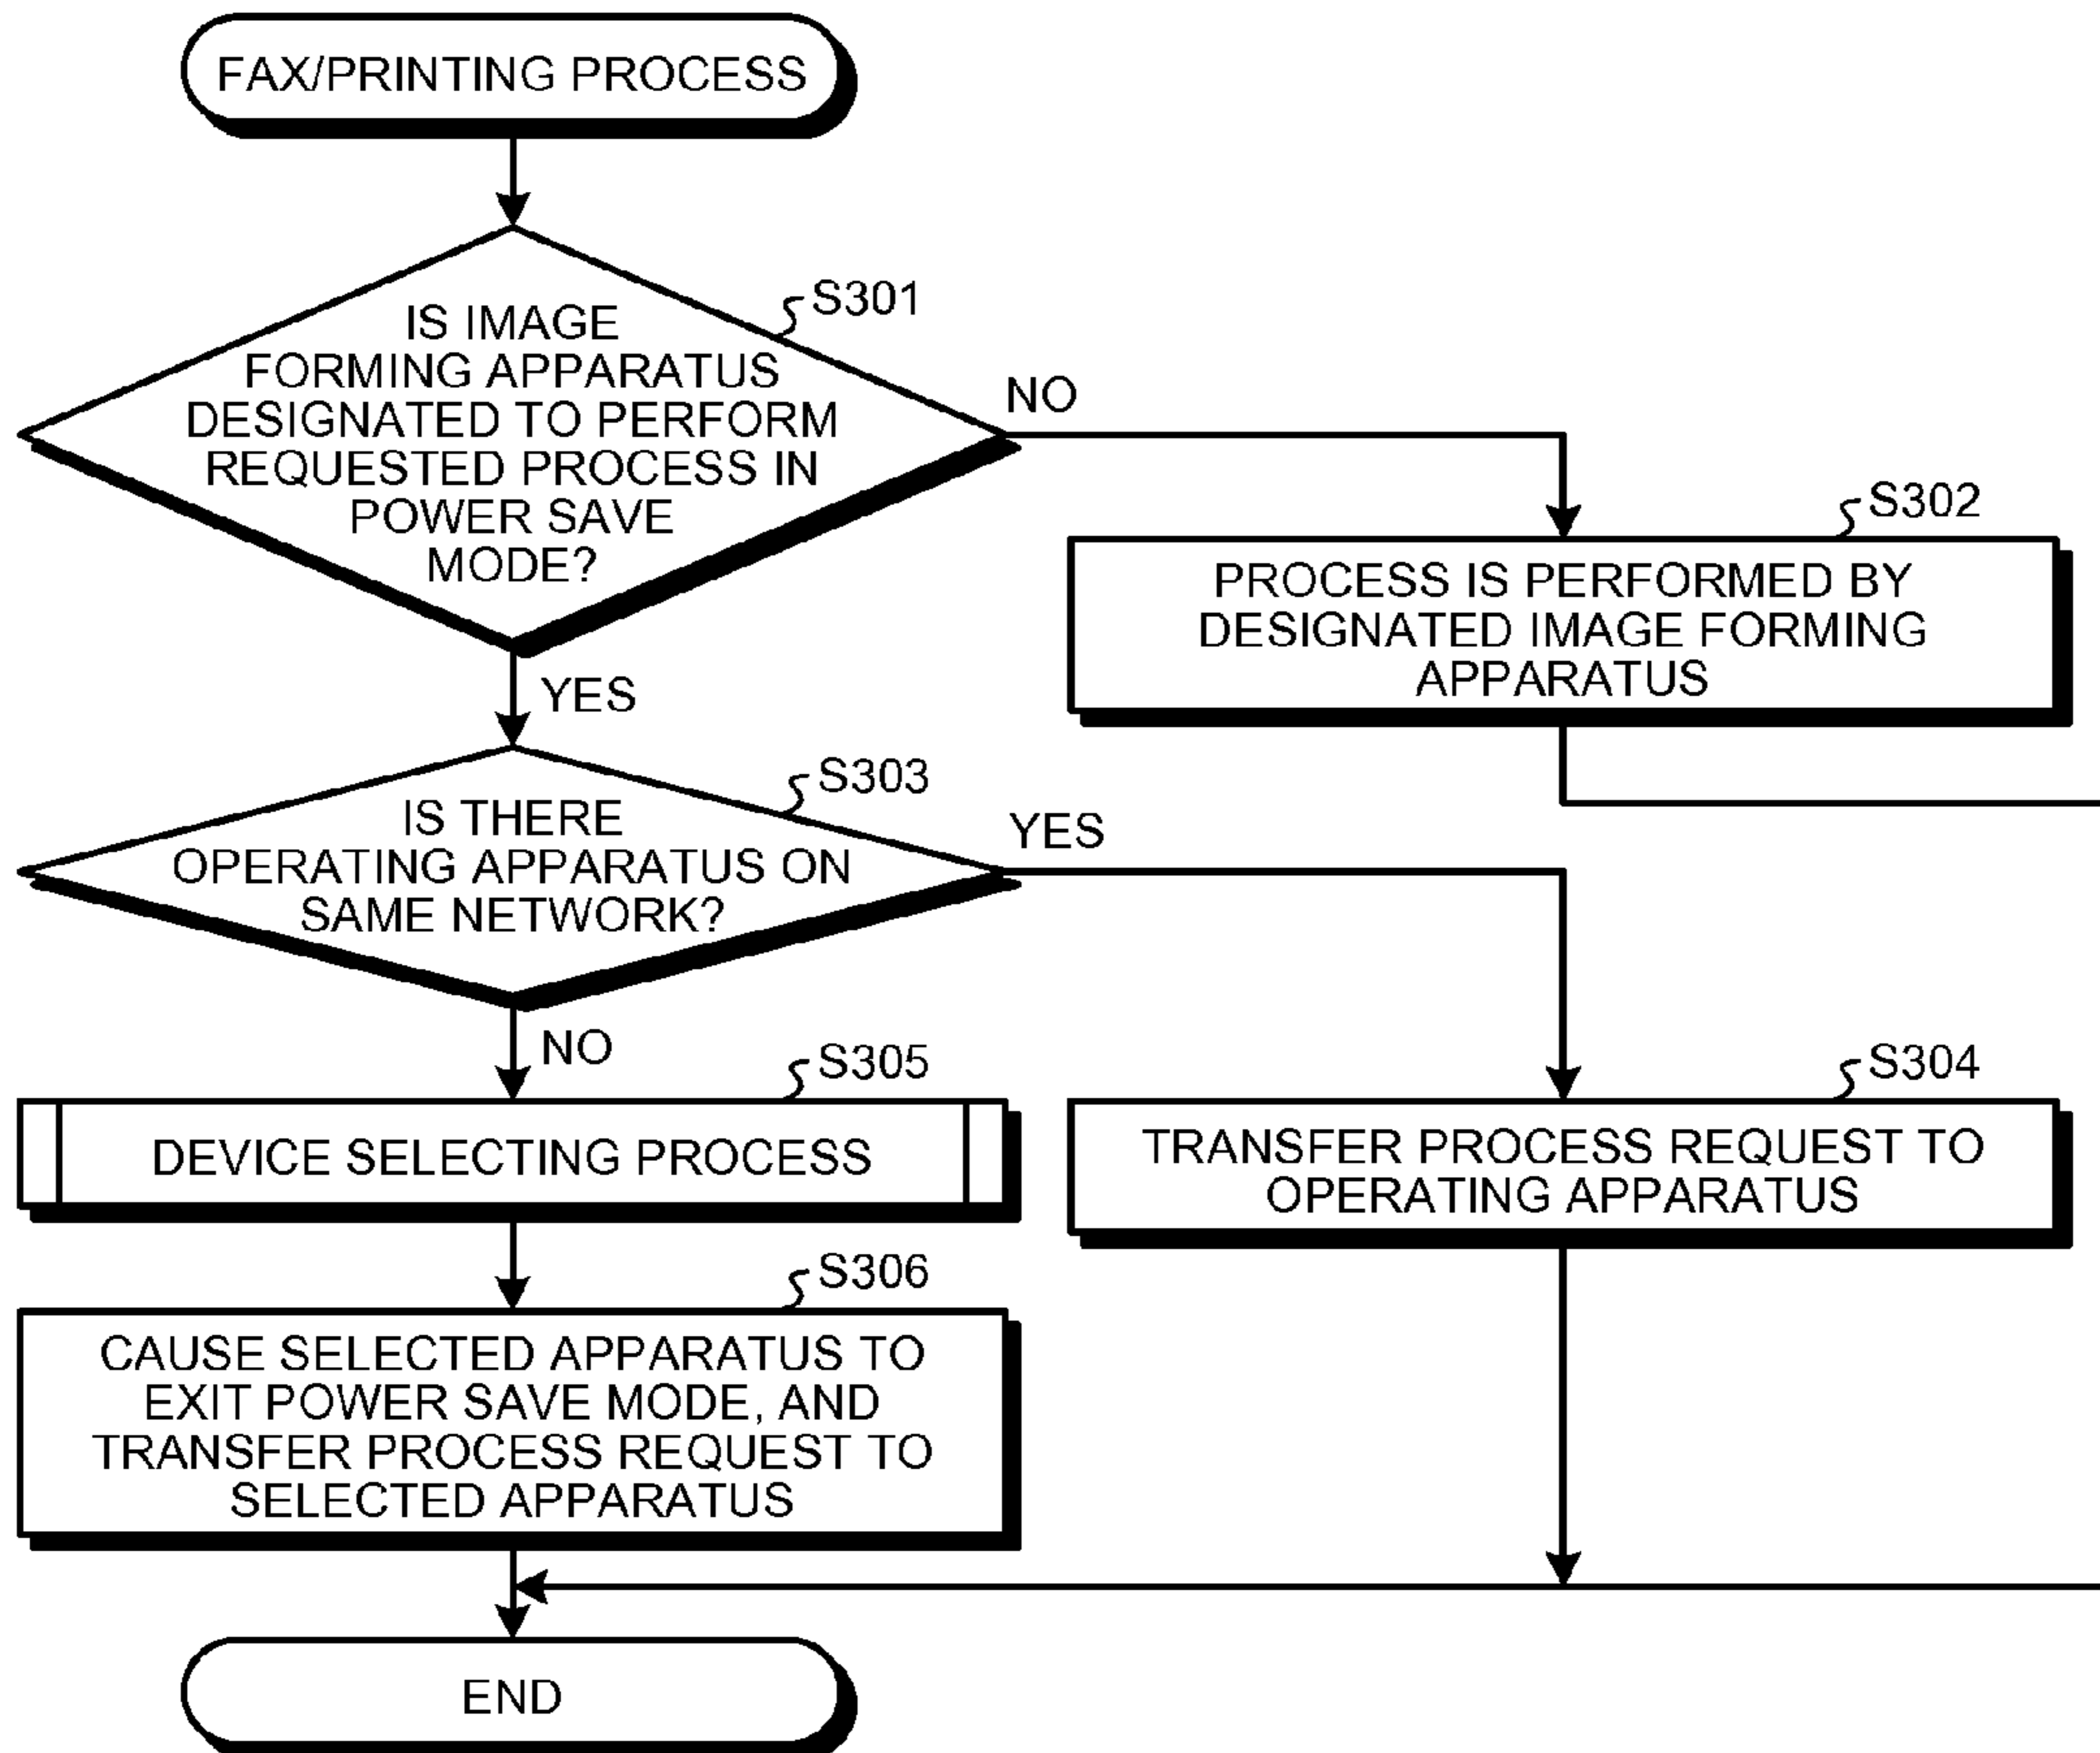 FAX/PRINTING PROCESS
S301
IS IMAGE
FORMING APPARATUS
DESIGNATED TO PERFORM
REQUESTED PROCESS IN
POWER SAVE
MODE?
NO
S302
PROCESS IS PERFORMED BY
DESIGNATED IMAGE FORMING
APPARATUS
YES
S303
IS THERE
OPERATING APPARATUS ON
SAME NETWORK?
YES
S304
TRANSFER PROCESS REQUEST TO
OPERATING APPARATUS
NO
S305
DEVICE SELECTING PROCESS
S306
CAUSE SELECTED APPARATUS TO
EXIT POWER SAVE MODE, AND
TRANSFER PROCESS REQUEST TO
SELECTED APPARATUS
END